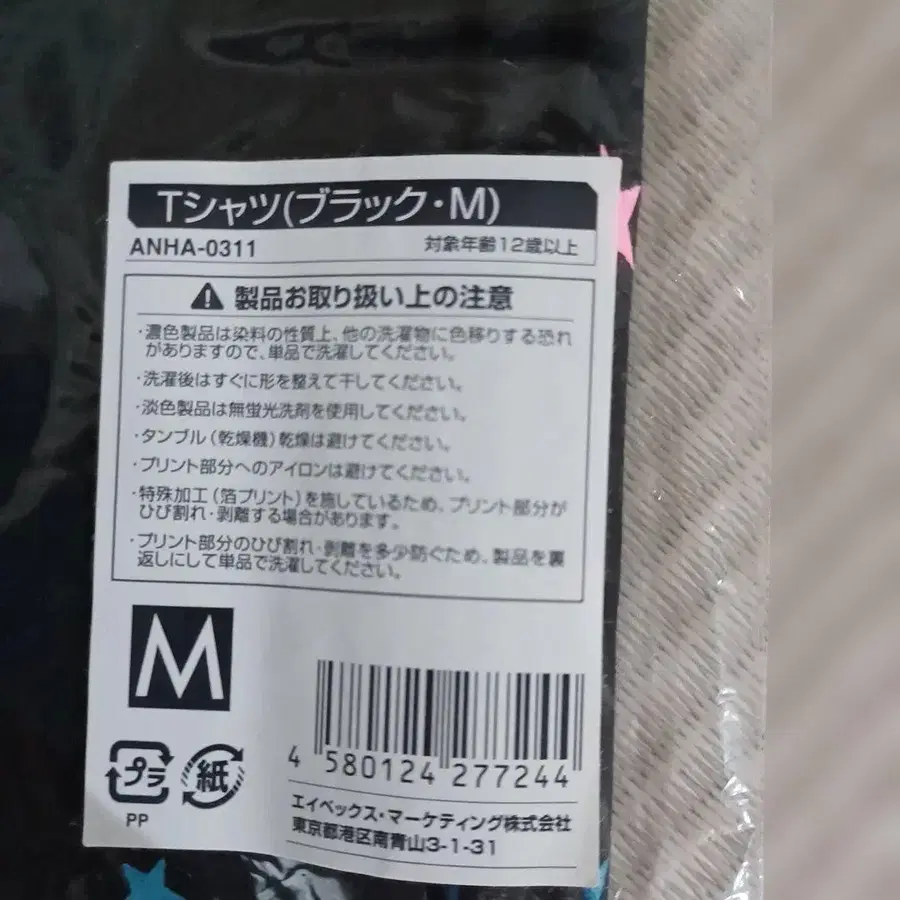 Tシャツ(ブラック・M)
ANHA-0311 対象年齢12歳以上
製品お取り扱い上の注意
・濃色製品は染料の性質上、他の洗濯物に色移りする恐れ
がありますので、単品で洗濯してください。
・洗濯後はすぐに形を整えて干してください。
・淡色製品は無蛍光洗剤を使用してください。
・タンブル(乾燥機)乾燥は避けてください。
・プリント部分へのアイロンは避けてください。
・特殊加工(箔プリント)を施しているため、プリント部分が
ひび割れ・剥離する場合があります。
・プリント部分のひび割れ・剥離を多少防ぐため、製品を裏
返しにして単品で洗濯してください。
M
4 580124 277244
プラ 紙
PP
エイベックス・マーケティング株式会社
東京都港区南青山3-1-31